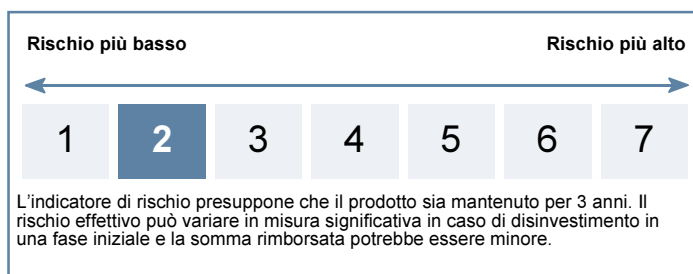 Rischio più basso Rischio più alto
1 2 3 4 5 6 7
L'indicatore di rischio presuppone che il prodotto sia mantenuto per 3 anni. Il
rischio effettivo può variare in misura significativa in caso di disinvestimento in
una fase iniziale e la somma rimborsata potrebbe essere minore.